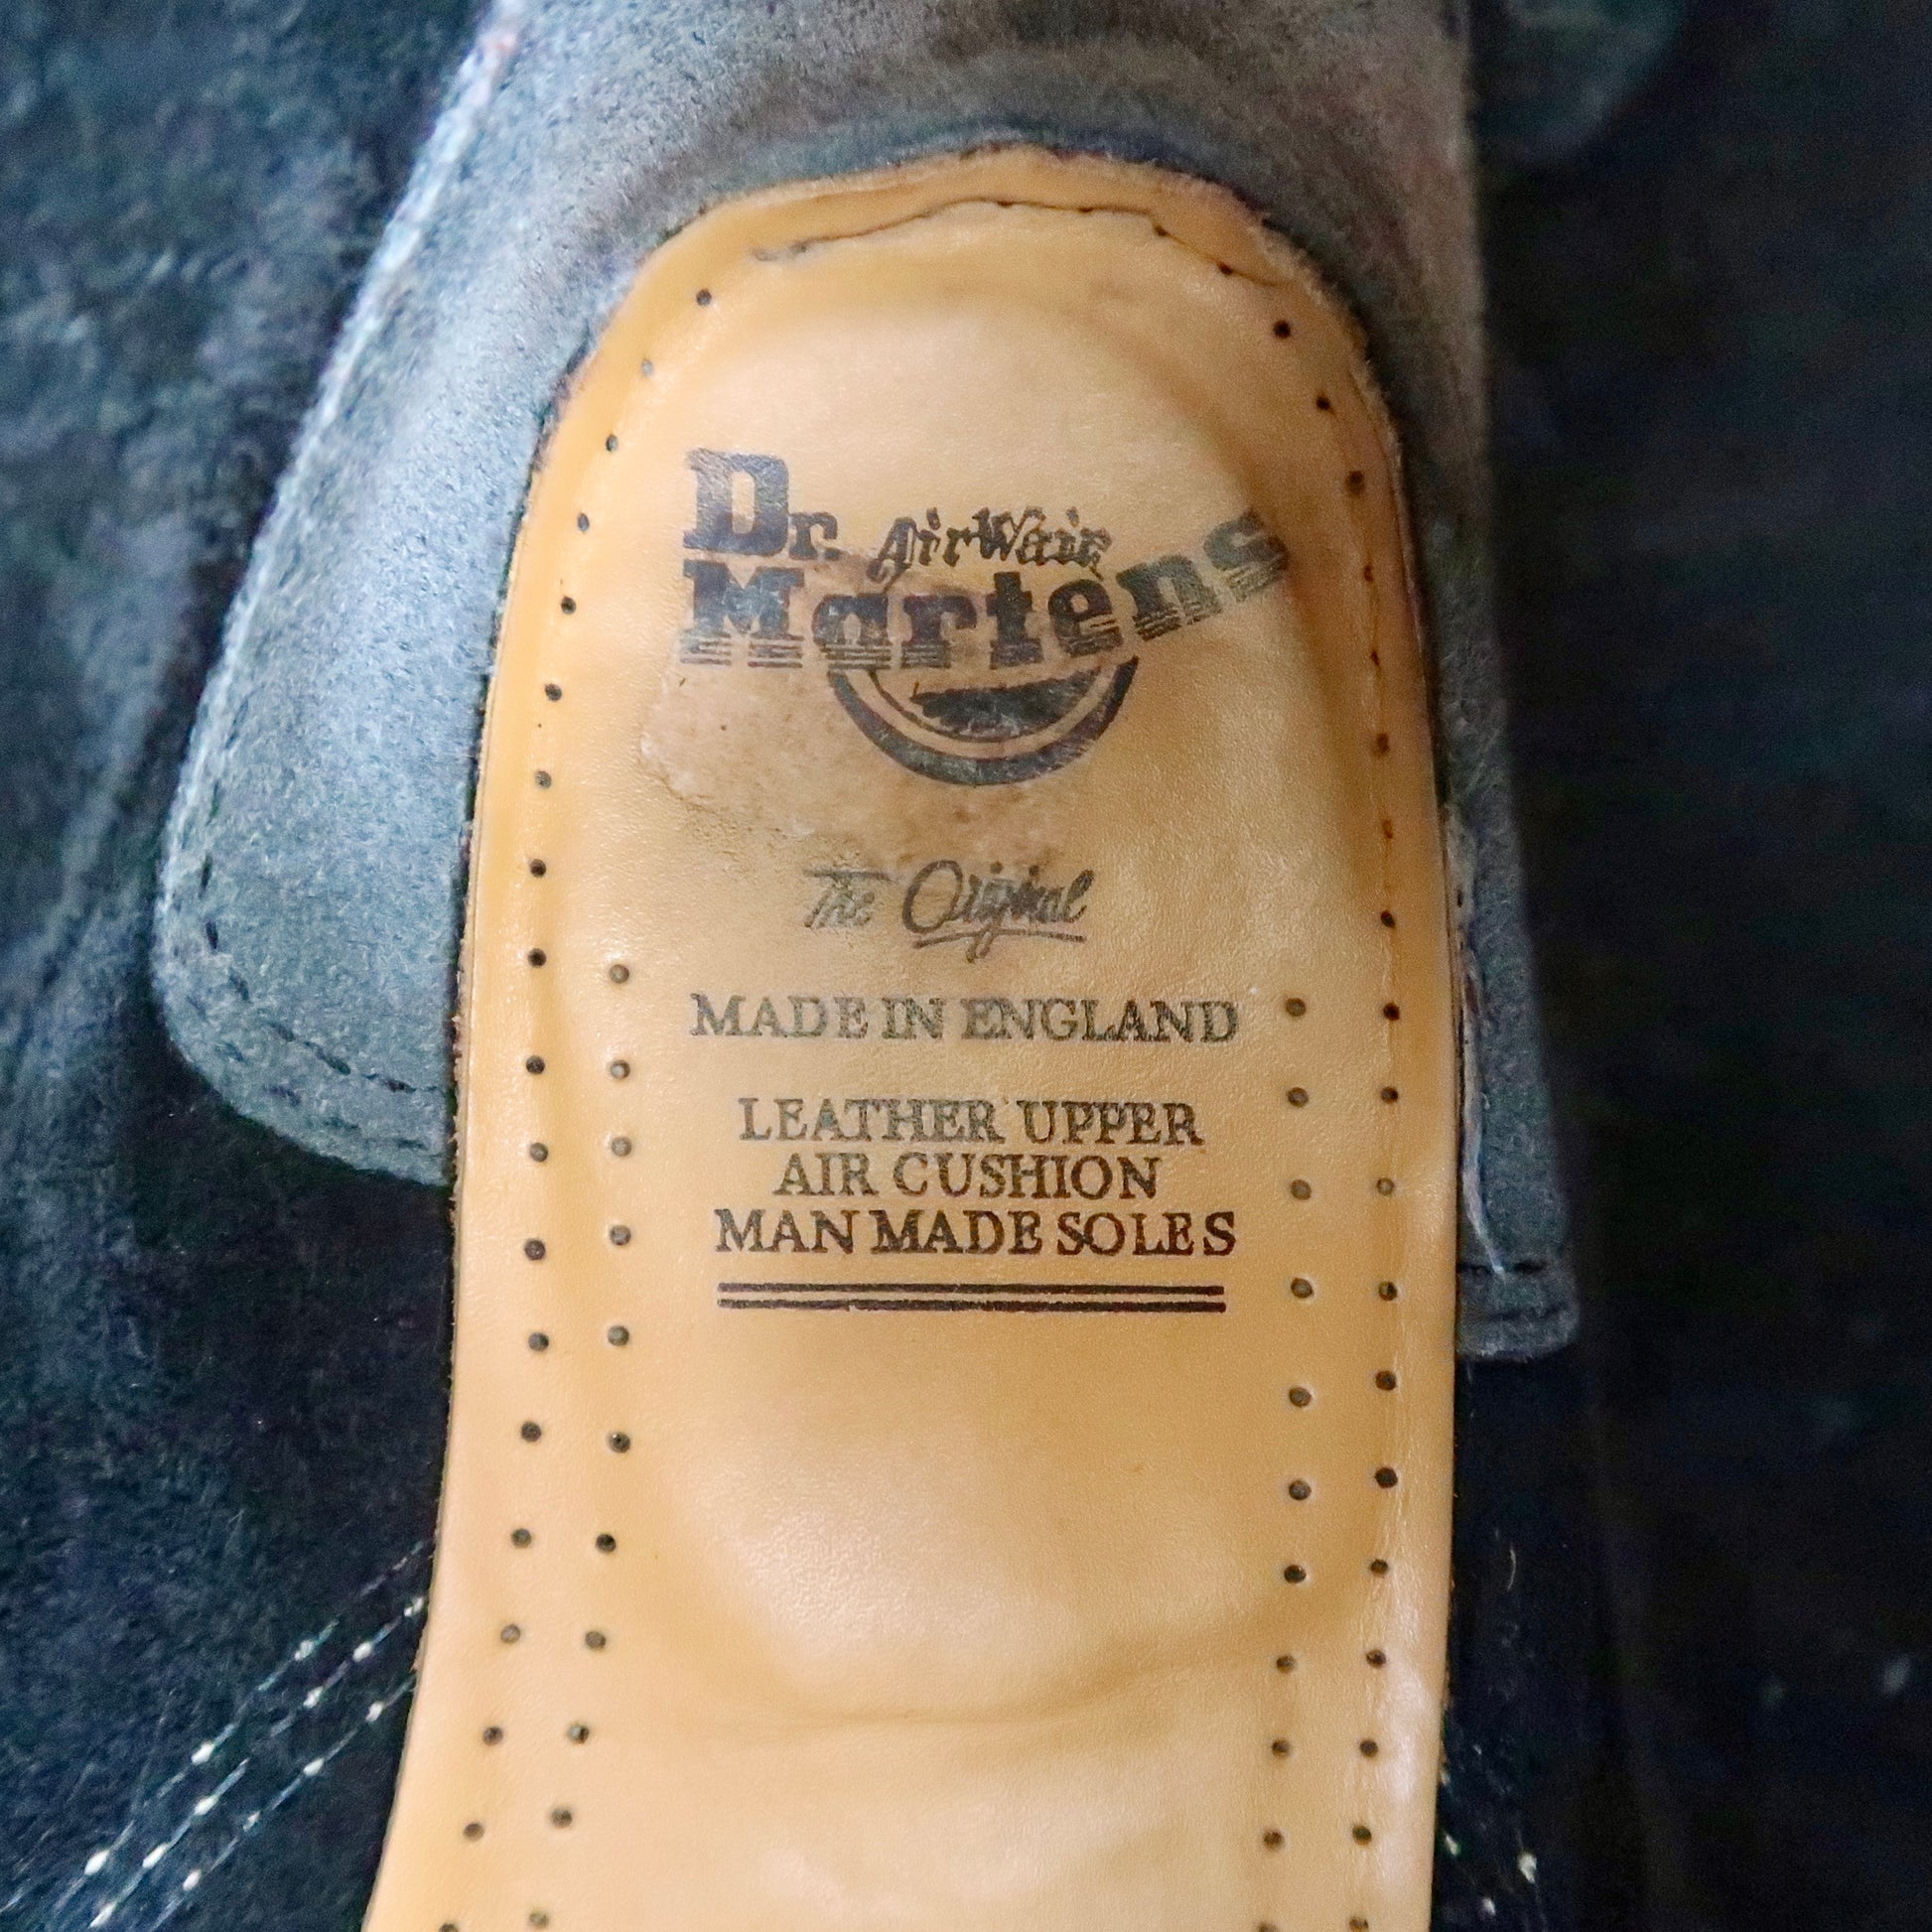 Dr. AirWair
Martens
The Original
MADE IN ENGLAND
LEATHER UPPER
AIR CUSHION
MAN MADE SOLES